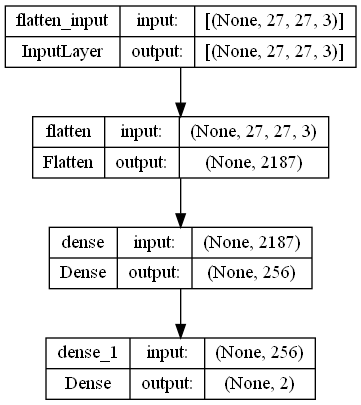 flatten_input input: [(None, 27, 27, 3)]
InputLayer output: [(None, 27, 27, 3)]
flatten input: (None, 27, 27, 3)
Flatten output: (None, 2187)
dense input: (None, 2187)
Dense output: (None, 256)
dense_1 input: (None, 256)
Dense output: (None, 2)